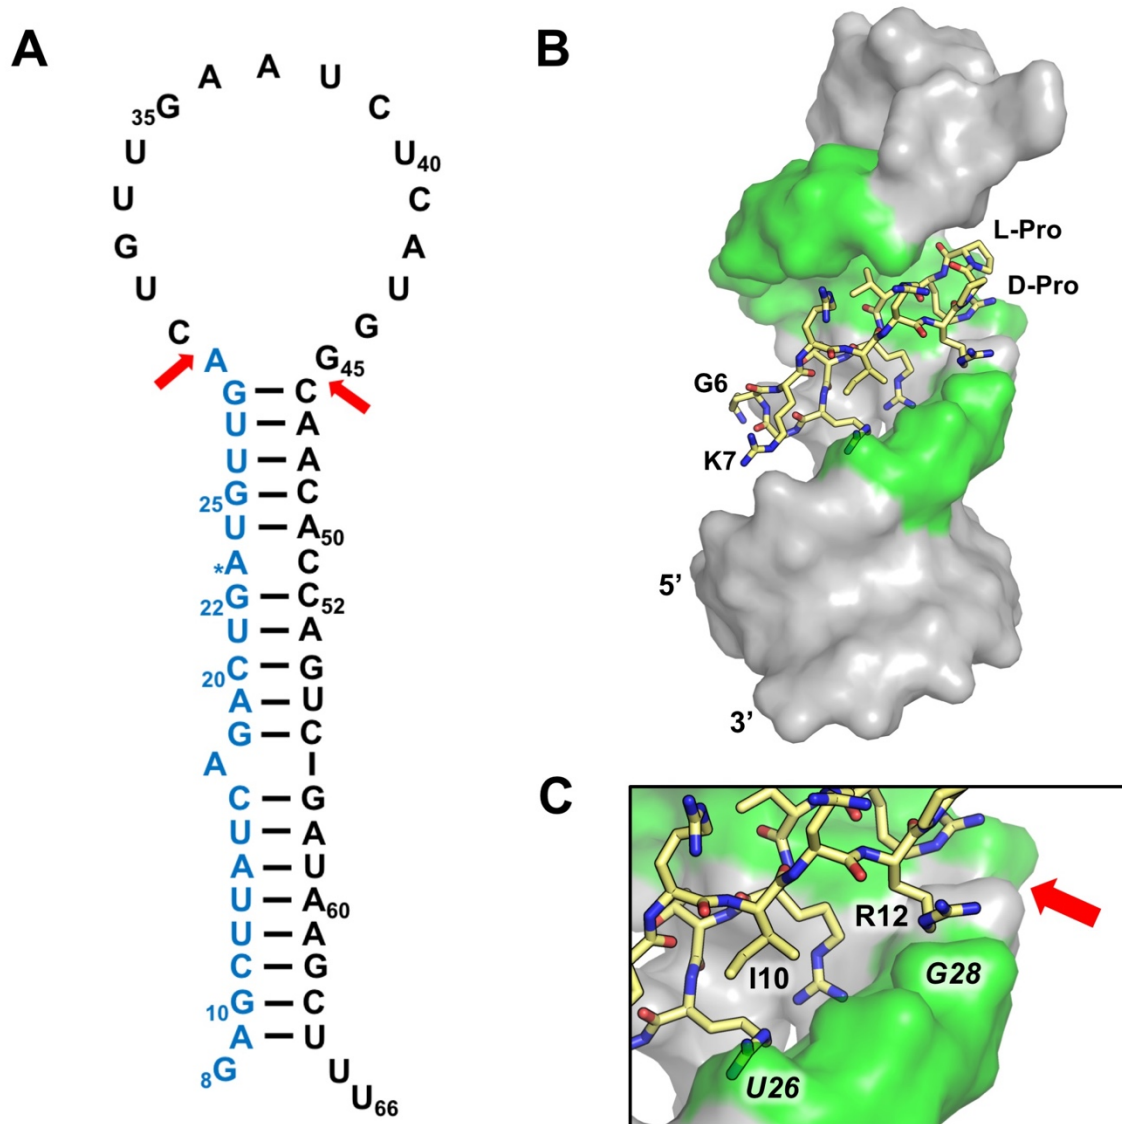 A
A A U
35G C
U U40
U C
G A
U U
C G
A G45
G – C
U – A
U – A
25G – C
U – A50
*A C
22G – C52
U – A
20C – G
A – U
G – C
A I
C – G
U – A
A – U
U – A60
U – A
C – G
10G – C
A – U
8G U
U66
B
L-Pro
D-Pro
G6
K7
5’
3’
C
R12
I10
G28
U26